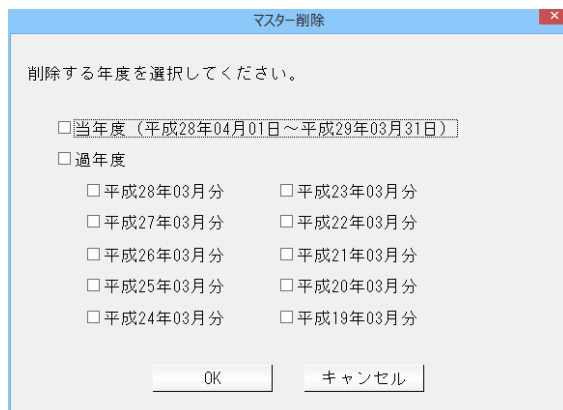 マスター削除
削除する年度を選択してください。
当年度（平成28年04月01日～平成29年03月31日）
過年度
平成28年03月分 平成23年03月分
平成27年03月分 平成22年03月分
平成26年03月分 平成21年03月分
平成25年03月分 平成20年03月分
平成24年03月分 平成19年03月分
OK キャンセル